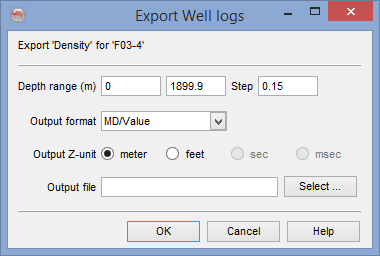 Export Well logs
Export 'Density' for 'F03-4'
Depth range (m) 0 1899.9 Step 0.15
Output format MD/Value
Output Z-unit meter feet sec msec
Output file Select ...
OK Cancel Help